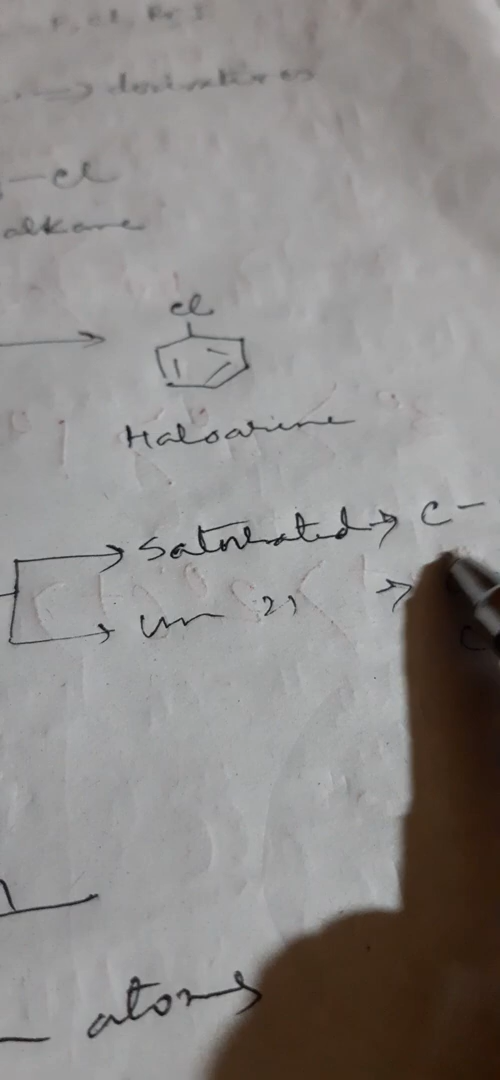 F, Cl, Br, I
→ derivatives
-Cl
alkane
Cl
Haloarene
Saturated → C-
Un ") →
C
- atoms